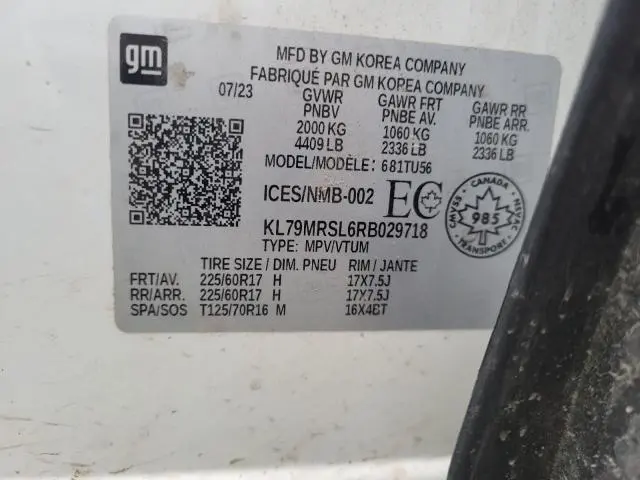 gm
MFD BY GM KOREA COMPANY
FABRIQUÉ PAR GM KOREA COMPANY
07/23 GVWR GAWR FRT GAWR RR
PNBV PNBE AV. PNBE ARR.
2000 KG 1060 KG 1060 KG
4409 LB 2336 LB 2336 LB
MODEL/MODÈLE: 681TU56
ICES/NMB-002 EC
CANADA
CMVSS 985 NSVAC
KL79MRSL6RB029718
TYPE: MPV/VTUM
TIRE SIZE / DIM. PNEU RIM / JANTE
FRT/AV. 225/60R17 H 17X7.5J
RR/ARR. 225/60R17 H 17X7.5J
SPA/SOS T125/70R16 M 16X4BT